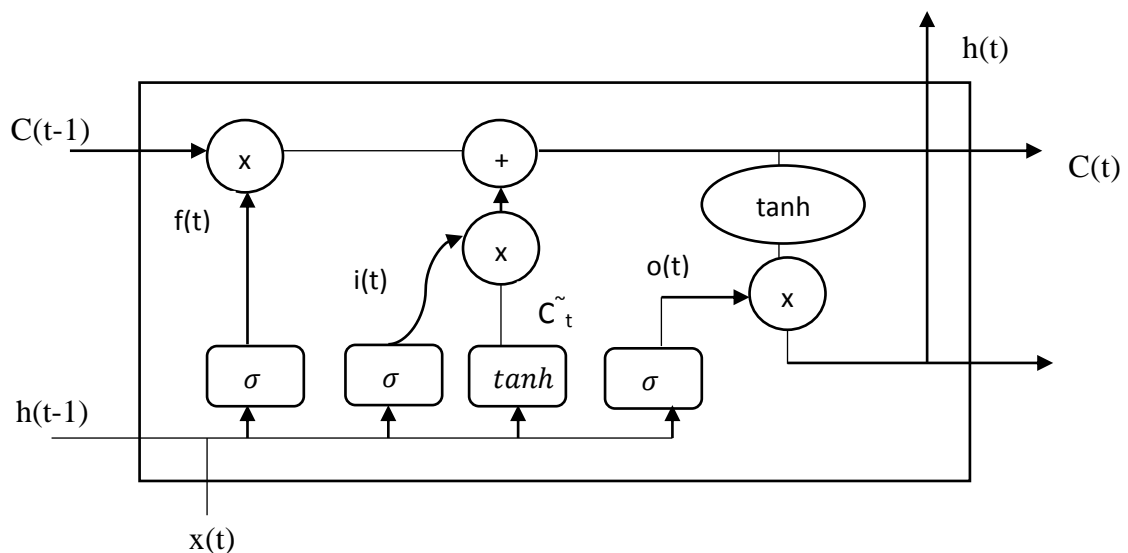 h(t)
C(t-1)
x
+
C(t)
tanh
f(t)
x
i(t)
o(t)
x
C˜t
σ
σ
tanh
σ
h(t-1)
x(t)